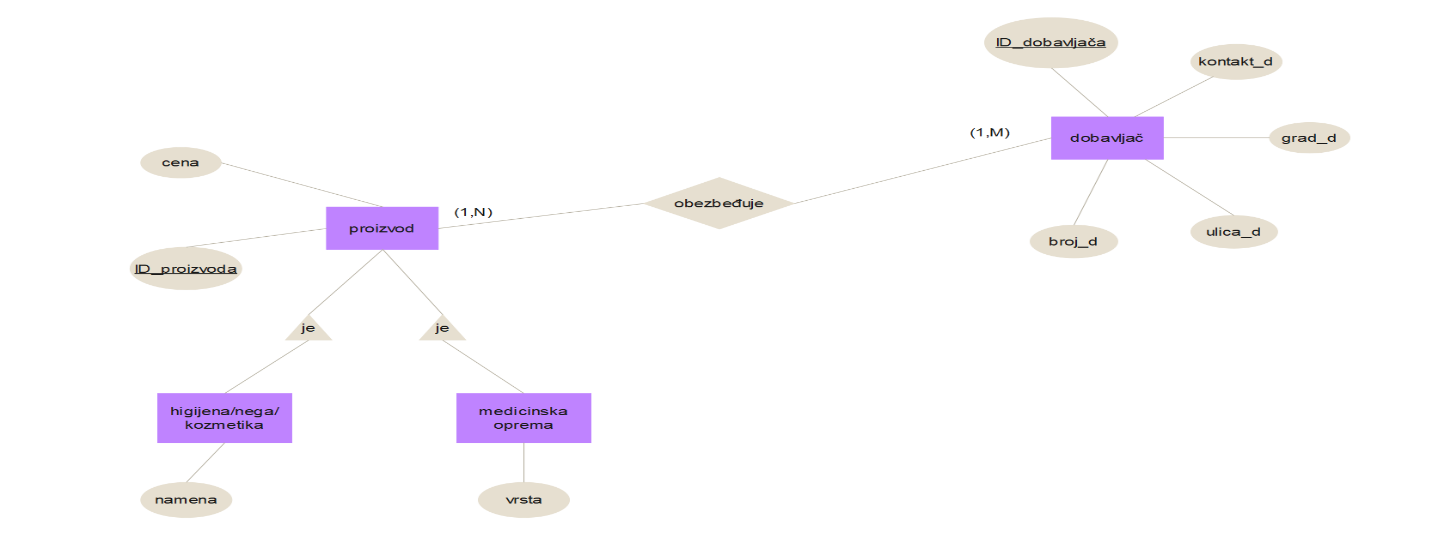 ID_dobavljača
kontakt_d
(1,M)
dobavljač
grad_d
cena
obezbeđuje
(1,N)
proizvod
ulica_d
broj_d
ID_proizvoda
je
je
higijena/nega/
kozmetika
medicinska
oprema
namena
vrsta